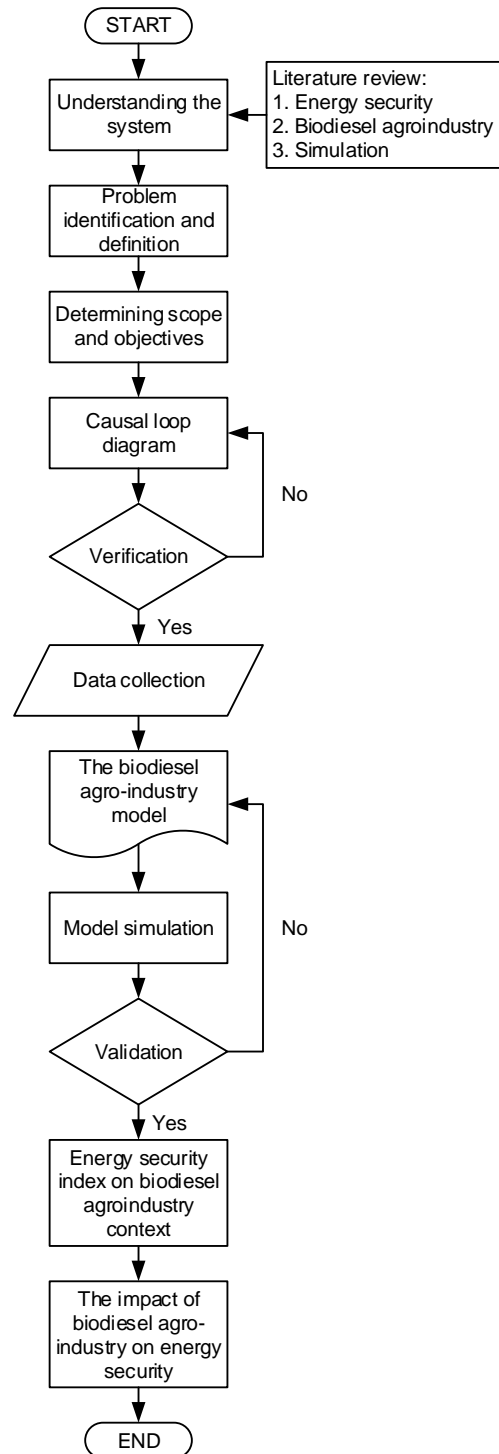 START
Understanding the
system
Literature review:
1. Energy security
2. Biodiesel agroindustry
3. Simulation
Problem
identification and
definition
Determining scope
and objectives
Causal loop
diagram
No
Verification
Yes
Data collection
The biodiesel
agro-industry
model
Model simulation
No
Validation
Yes
Energy security
index on biodiesel
agroindustry
context
The impact of
biodiesel agro-
industry on energy
security
END